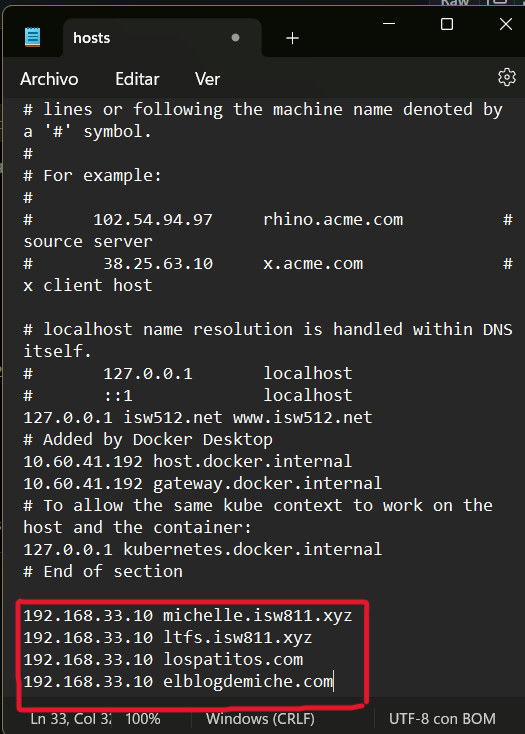 Raw
hosts
Archivo Editar Ver
# lines or following the machine name denoted by
a '#' symbol.
#
# For example:
#
# 102.54.94.97 rhino.acme.com #
source server
# 38.25.63.10 x.acme.com #
x client host
# localhost name resolution is handled within DNS
itself.
# 127.0.0.1 localhost
# ::1 localhost
127.0.0.1 isw512.net www.isw512.net
# Added by Docker Desktop
10.60.41.192 host.docker.internal
10.60.41.192 gateway.docker.internal
# To allow the same kube context to work on the
host and the container:
127.0.0.1 kubernetes.docker.internal
# End of section
192.168.33.10 michelle.isw811.xyz
192.168.33.10 ltfs.isw811.xyz
192.168.33.10 lospatitos.com
192.168.33.10 elblogdemiche.com
Ln 33, Col 32 100% Windows (CRLF) UTF-8 con BOM